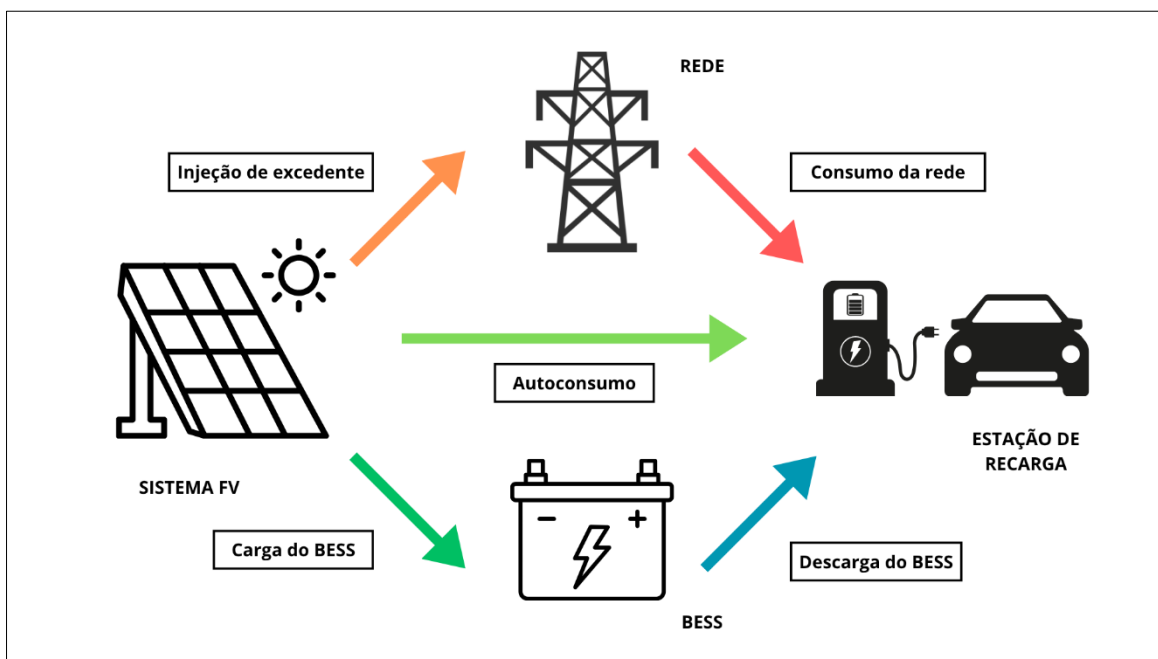 REDE
Injeção de excedente
Consumo da rede
Autoconsumo
ESTAÇÃO DE
RECARGA
SISTEMA FV
Carga do BESS
Descarga do BESS
BESS